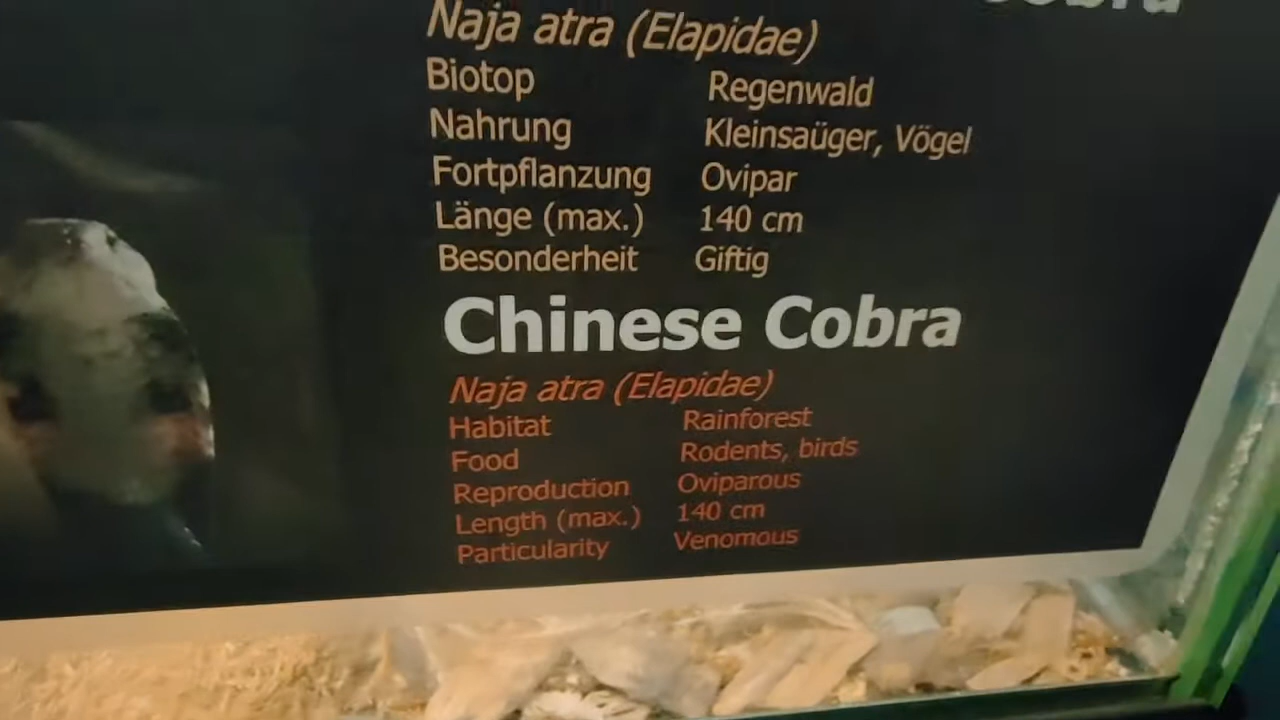 Cobra
Naja atra (Elapidae)
Biotop Regenwald
Nahrung Kleinsaüger, Vögel
Fortpflanzung Ovipar
Länge (max.) 140 cm
Besonderheit Giftig
Chinese Cobra
Naja atra (Elapidae)
Habitat Rainforest
Food Rodents, birds
Reproduction Oviparous
Length (max.) 140 cm
Particularity Venomous